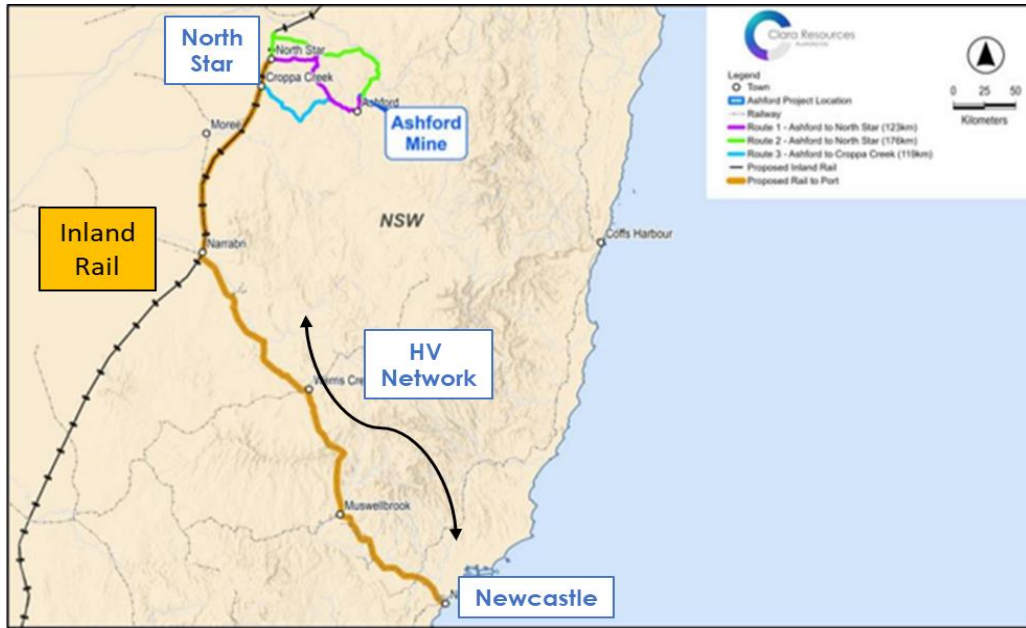 North
Star
North Star
Croppa Creek
Ashford
Ashford
Mine
Moree
NSW
Coffs Harbour
Inland
Rail
Narrabri
HV
Network
Muswellbrook
Newcastle
Clara Resources
AUSTRALIA
Legend
Town
Ashford Project Location
Railway
Route 1 - Ashford to North Star (123km)
Route 2 - Ashford to North Star (176km)
Route 3 - Ashford to Croppa Creek (119km)
Proposed Inland Rail
Proposed Rail to Port
0 25 50
Kilometers